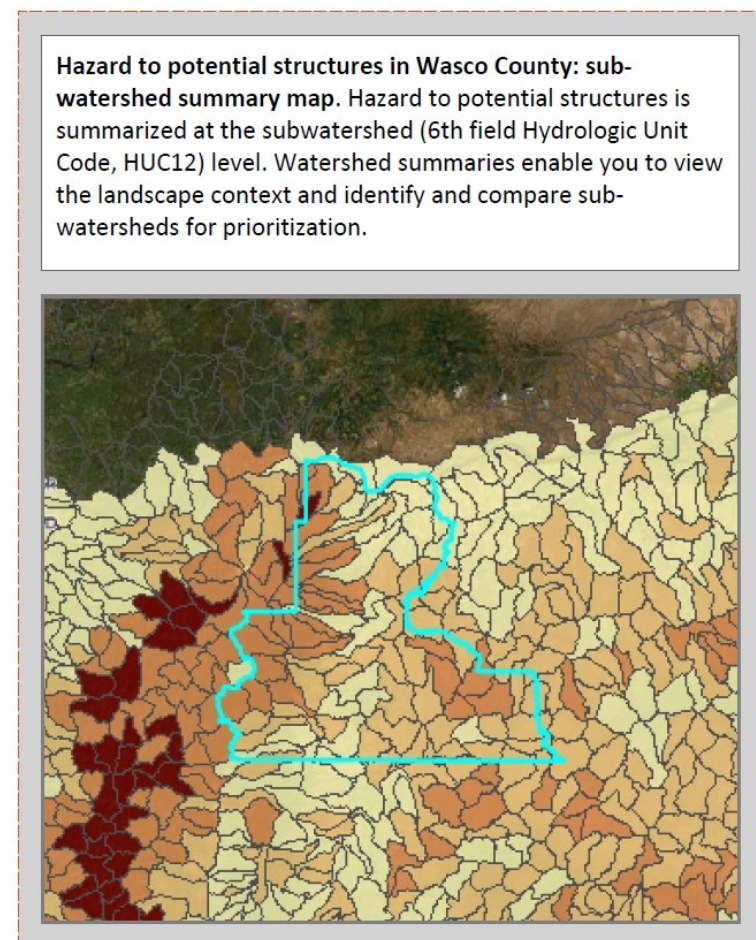 Hazard to potential structures in Wasco County: sub-
watershed summary map. Hazard to potential structures is
summarized at the subwatershed (6th field Hydrologic Unit
Code, HUC12) level. Watershed summaries enable you to view
the landscape context and identify and compare sub-
watersheds for prioritization.